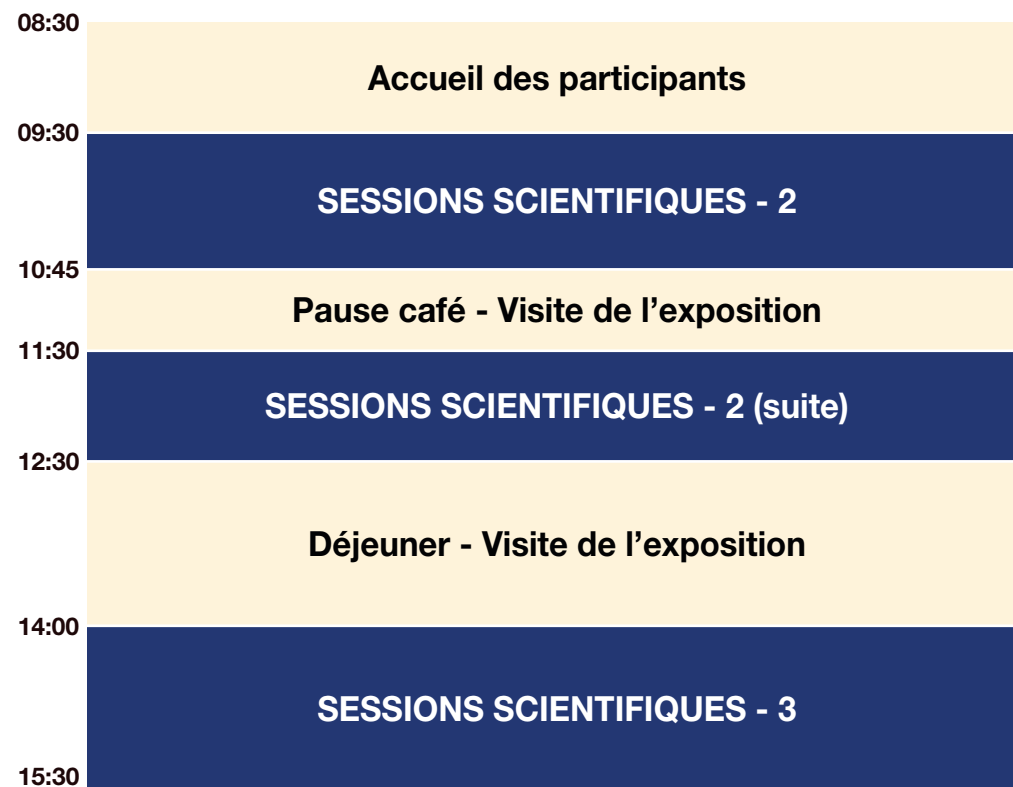 08:30
Accueil des participants
09:30
SESSIONS SCIENTIFIQUES - 2
10:45
Pause café - Visite de l’exposition
11:30
SESSIONS SCIENTIFIQUES - 2 (suite)
12:30
Déjeuner - Visite de l’exposition
14:00
SESSIONS SCIENTIFIQUES - 3
15:30